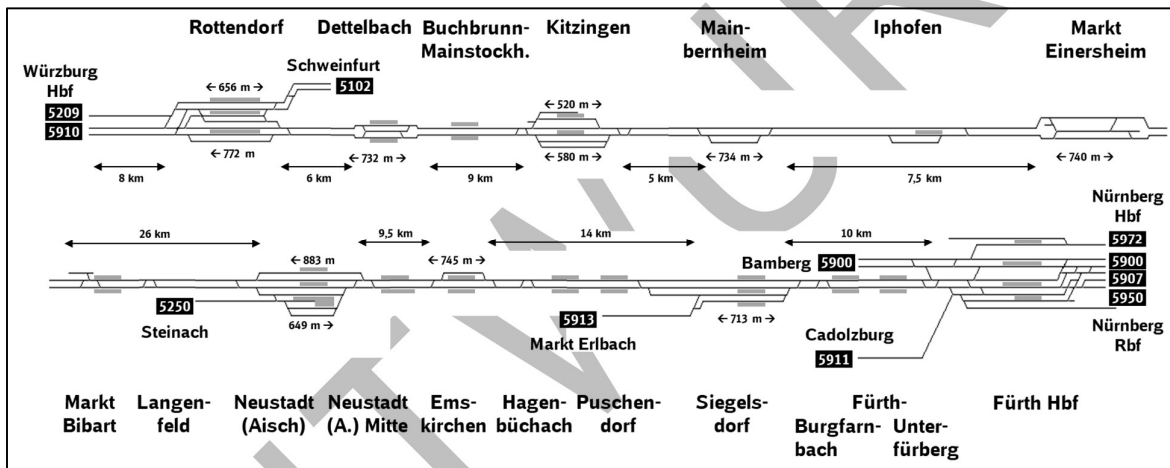 Rottendorf
Dettelbach
Buchbrunn-
Mainstockh.
Kitzingen
Main-
bernheim
Iphofen
Markt
Einersheim
Würzburg
Hbf
5209
5910
Schweinfurt
5102
← 656 m →
← 520 m →
← 772 m →
← 732 m →
← 580 m →
← 734 m →
← 740 m →
8 km
6 km
9 km
5 km
7,5 km
Nürnberg
Hbf
26 km
9,5 km
14 km
10 km
← 883 m →
← 745 m →
Bamberg 5900
5972
5900
5907
5950
5250
Steinach
← 649 m →
5913
Markt Erlbach
← 713 m →
Cadolzburg
5911
Nürnberg
Rbf
Markt
Bibart
Langen-
feld
Neustadt
(Aisch)
Neustadt
(A.) Mitte
Ems-
kirchen
Hagen-
büchach
Puschen-
dorf
Siegels-
dorf
Fürth-
Burgfarn-
bach
Unter-
fürberg
Fürth Hbf